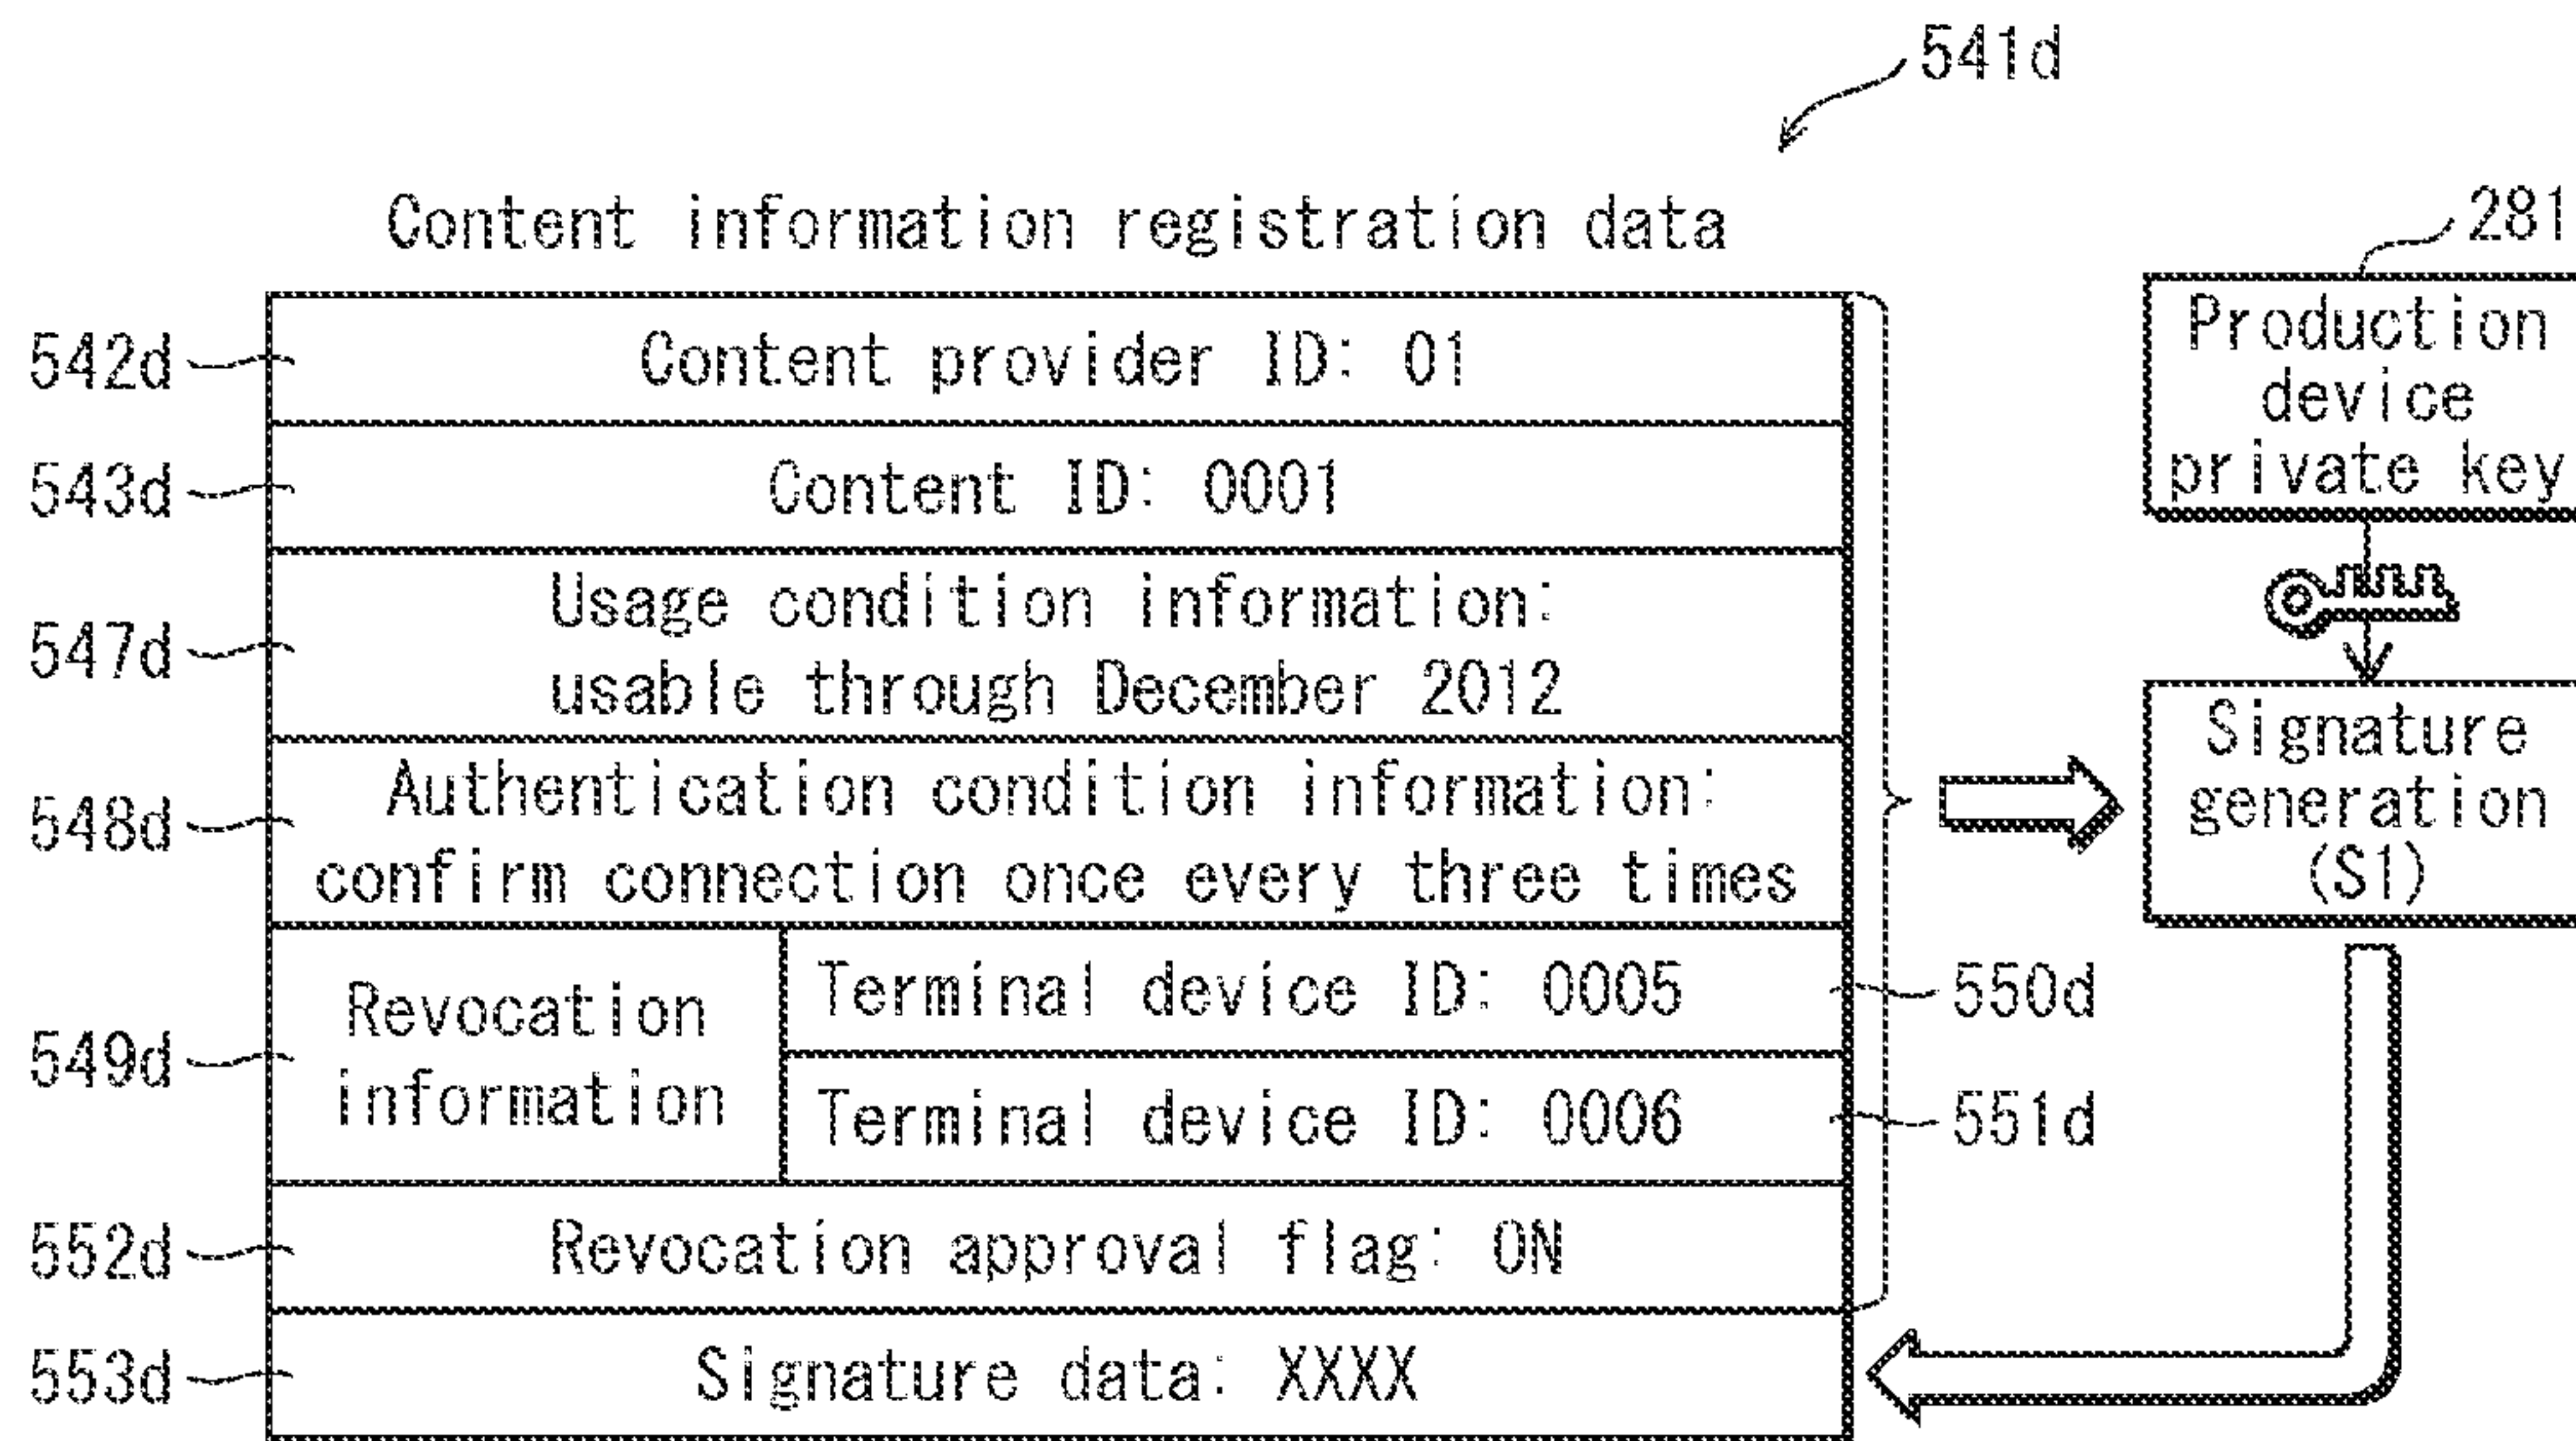 541d
Content information registration data
281
Production
device
private key
542d
Content provider ID: 01
543d
Content ID: 0001
547d
Usage condition information:
usable through December 2012
548d
Authentication condition information:
confirm connection once every three times
Signature
generation
(S1)
549d
Revocation
information
Terminal device ID: 0005
550d
Terminal device ID: 0006
551d
552d
Revocation approval flag: ON
553d
Signature data: XXXX